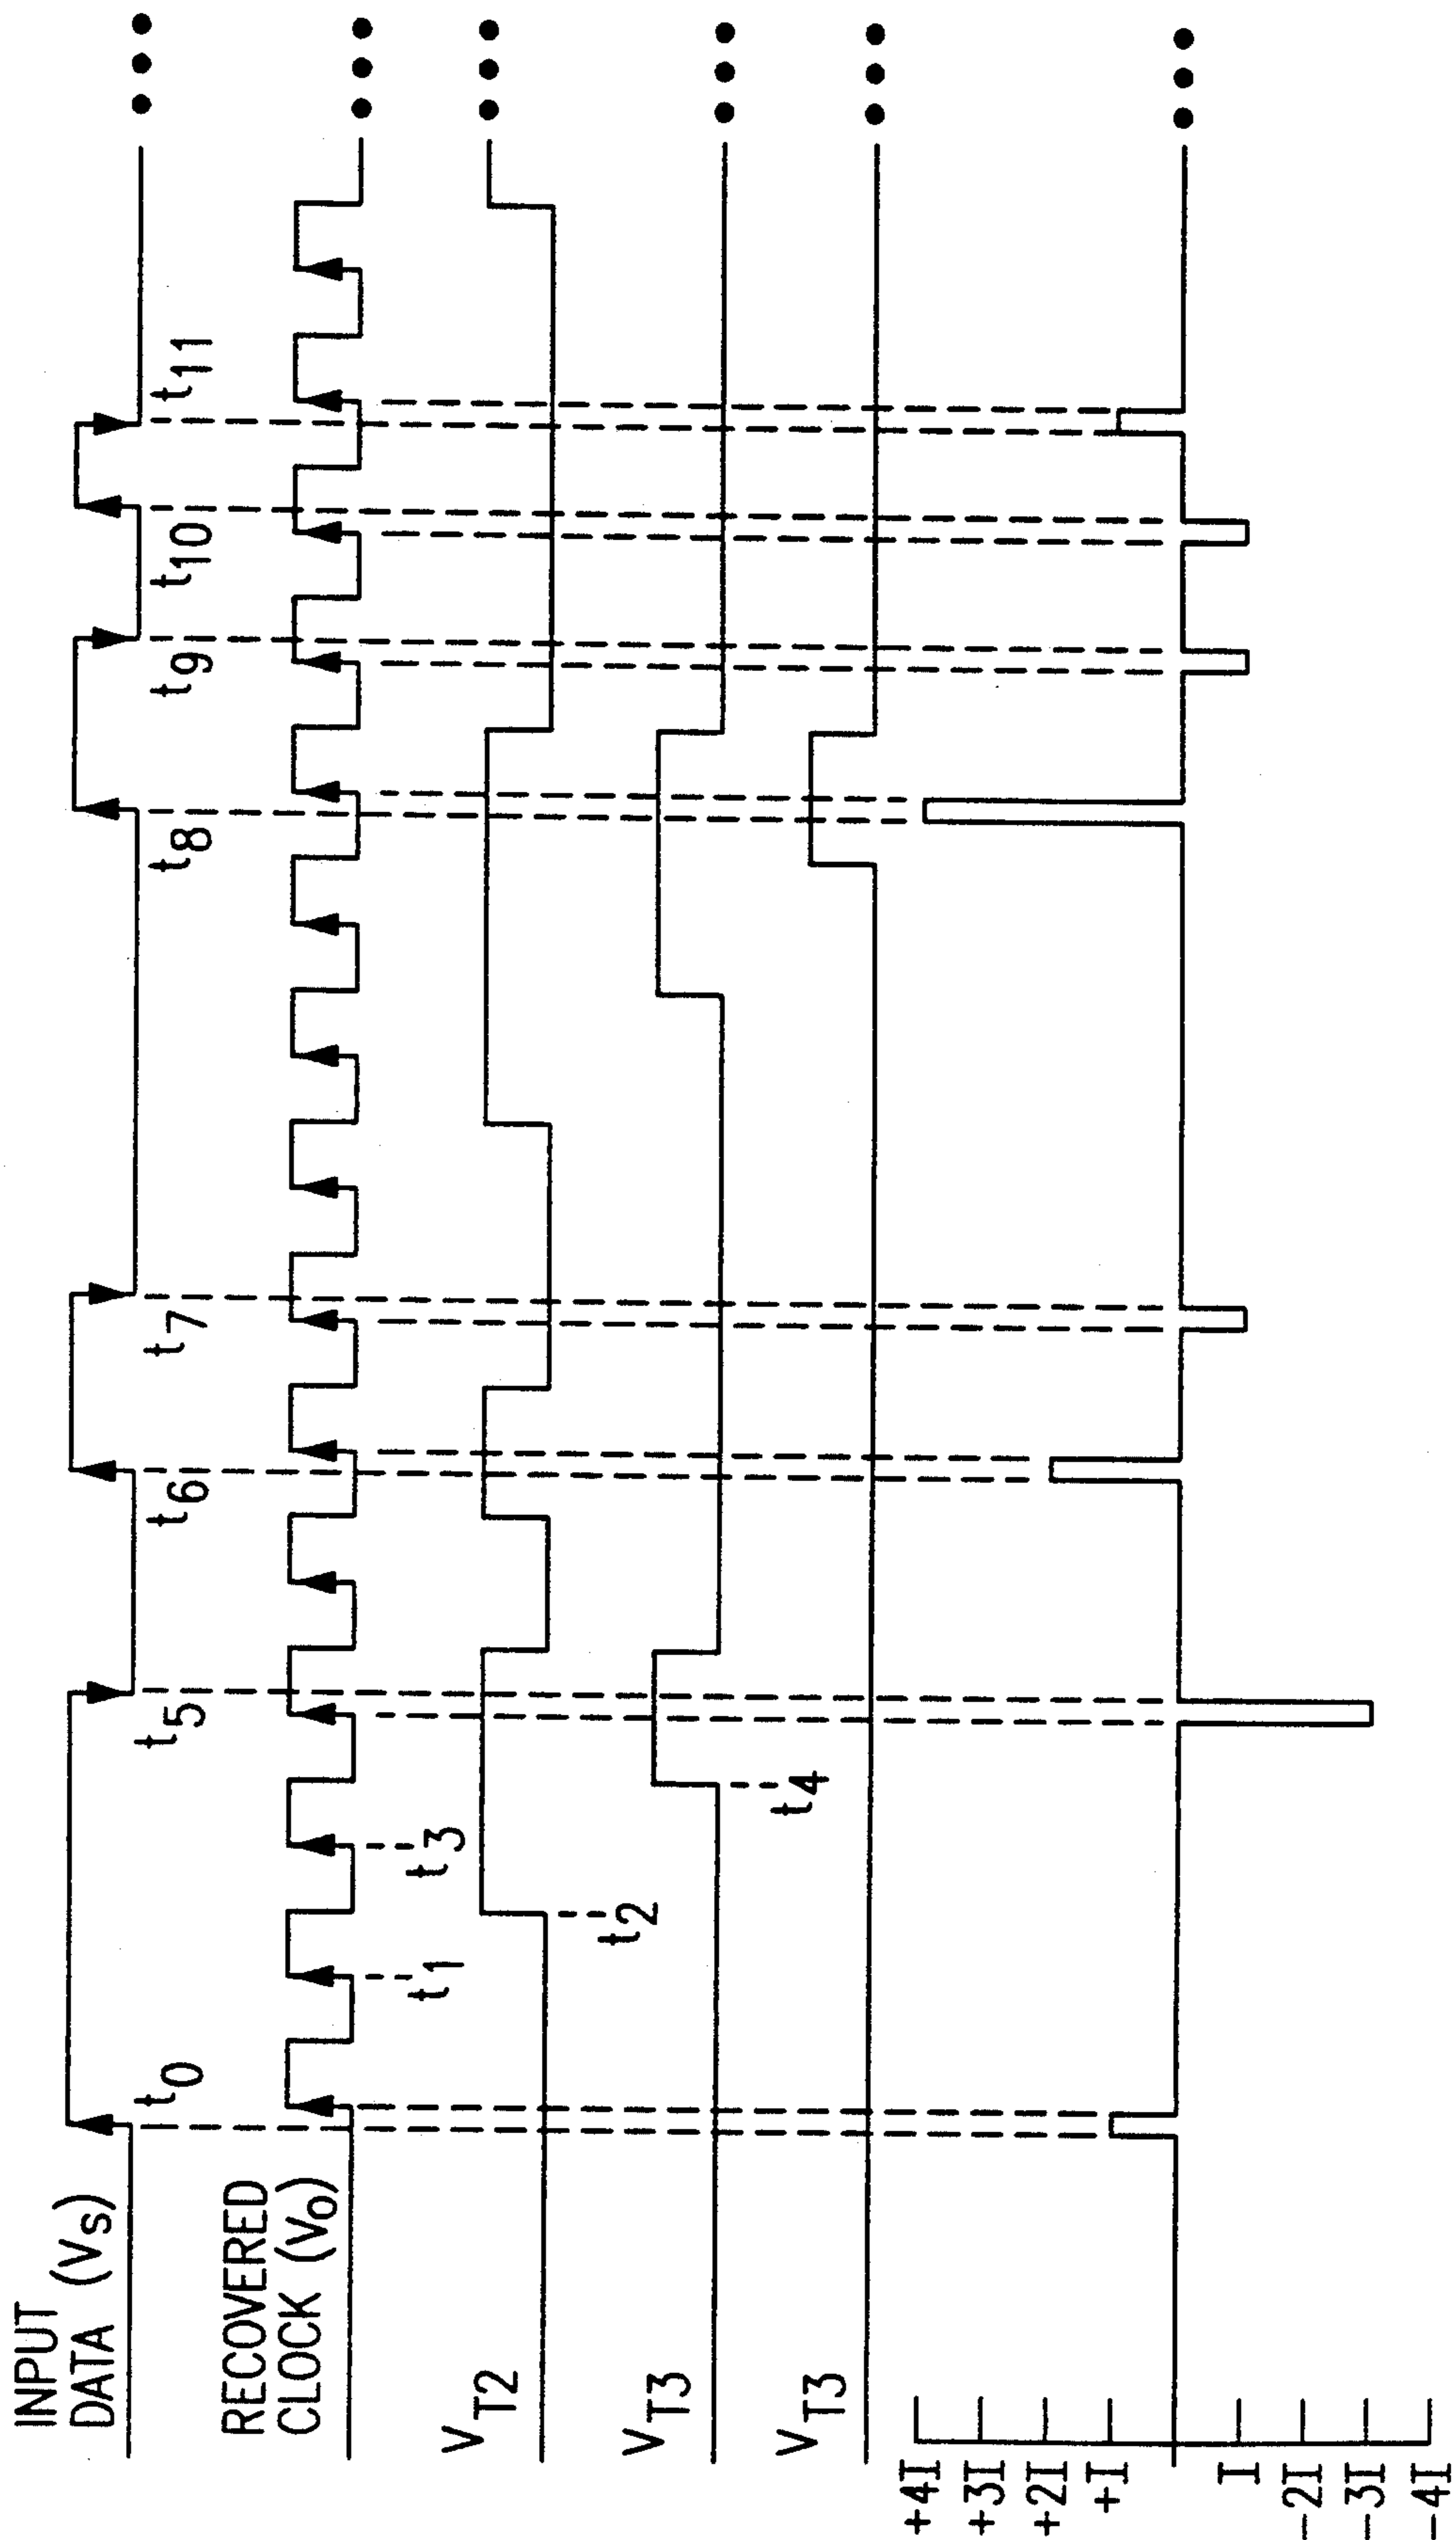 INPUT
DATA (Vs)
RECOVERED
CLOCK (Vo)
VT2
VT3
VT3
+4I
+3I
+2I
+I
I
-2I
-3I
-4I
t0
t1
t2
t3
t4
t5
t6
t7
t8
t9
t10
t11